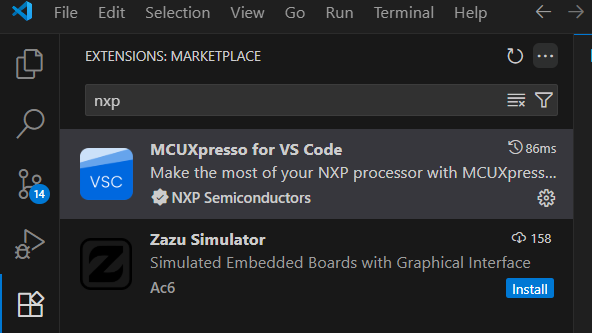 File Edit Selection View Go Run Terminal Help
EXTENSIONS: MARKETPLACE
nxp
MCUXpresso for VS Code 86ms
VSC
Make the most of your NXP processor with MCUXpress...
NXP Semiconductors
14
Zazu Simulator 158
Simulated Embedded Boards with Graphical Interface
Ac6 Install